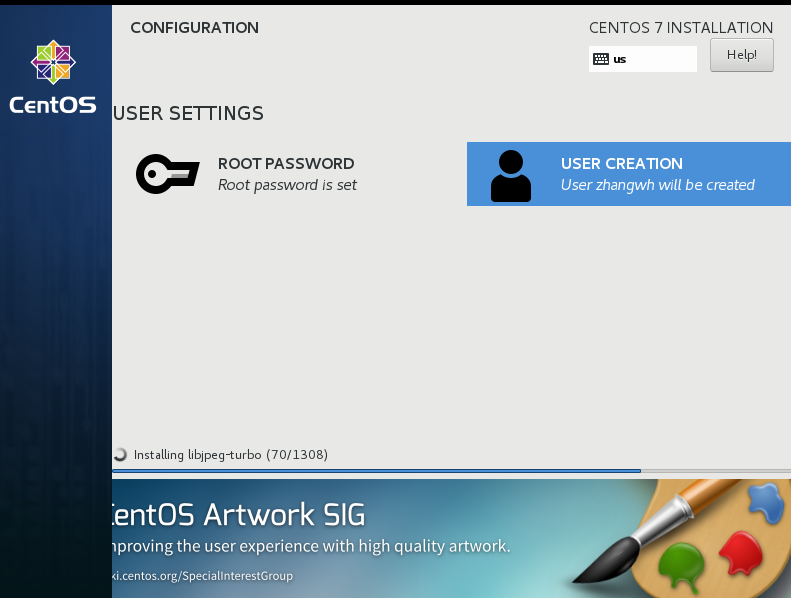 CONFIGURATION
CENTOS 7 INSTALLATION
us
Help!
CentOS
USER SETTINGS
ROOT PASSWORD
Root password is set
USER CREATION
User zhangwh will be created
Installing libjpeg-turbo (70/1308)
entOS Artwork SIG
proving the user experience with high quality artwork.
ki.centos.org/SpecialInterestGroup